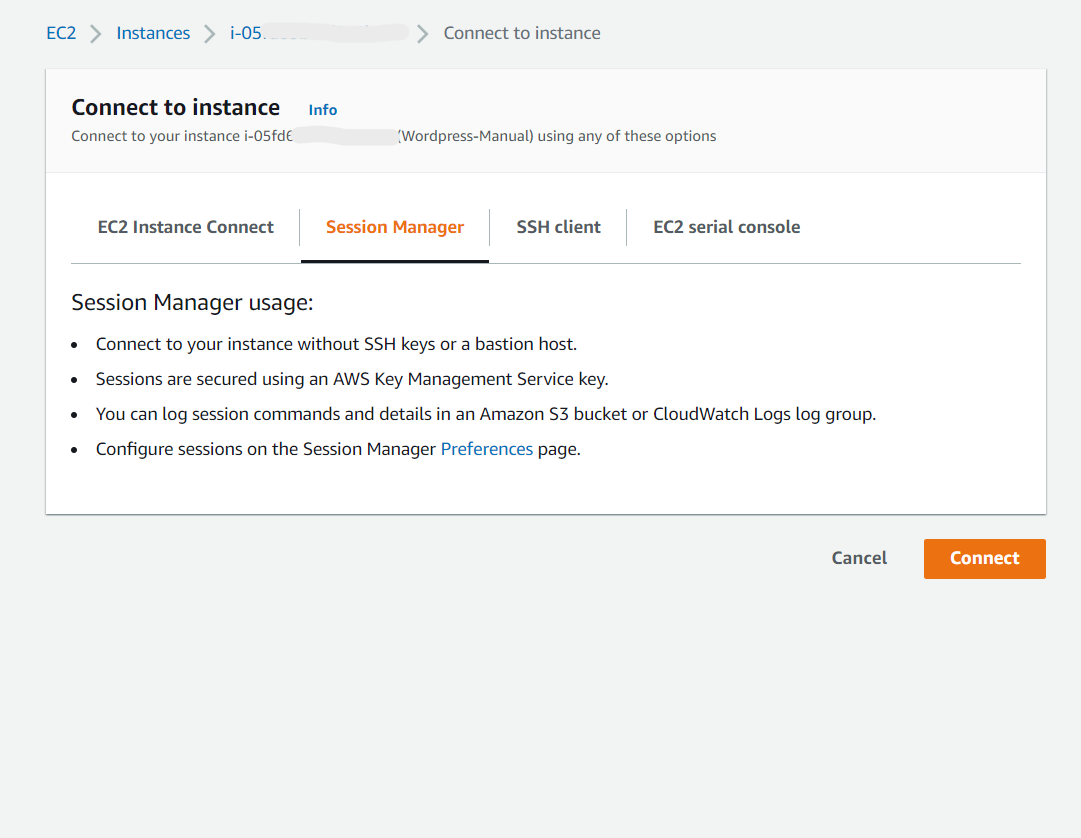 EC2 Instances i-05 Connect to instance
Connect to instance Info
Connect to your instance i-05fd6 (Wordpress-Manual) using any of these options
EC2 Instance Connect Session Manager SSH client EC2 serial console
Session Manager usage:
• Connect to your instance without SSH keys or a bastion host.
• Sessions are secured using an AWS Key Management Service key.
• You can log session commands and details in an Amazon S3 bucket or CloudWatch Logs log group.
• Configure sessions on the Session Manager Preferences page.
Cancel Connect